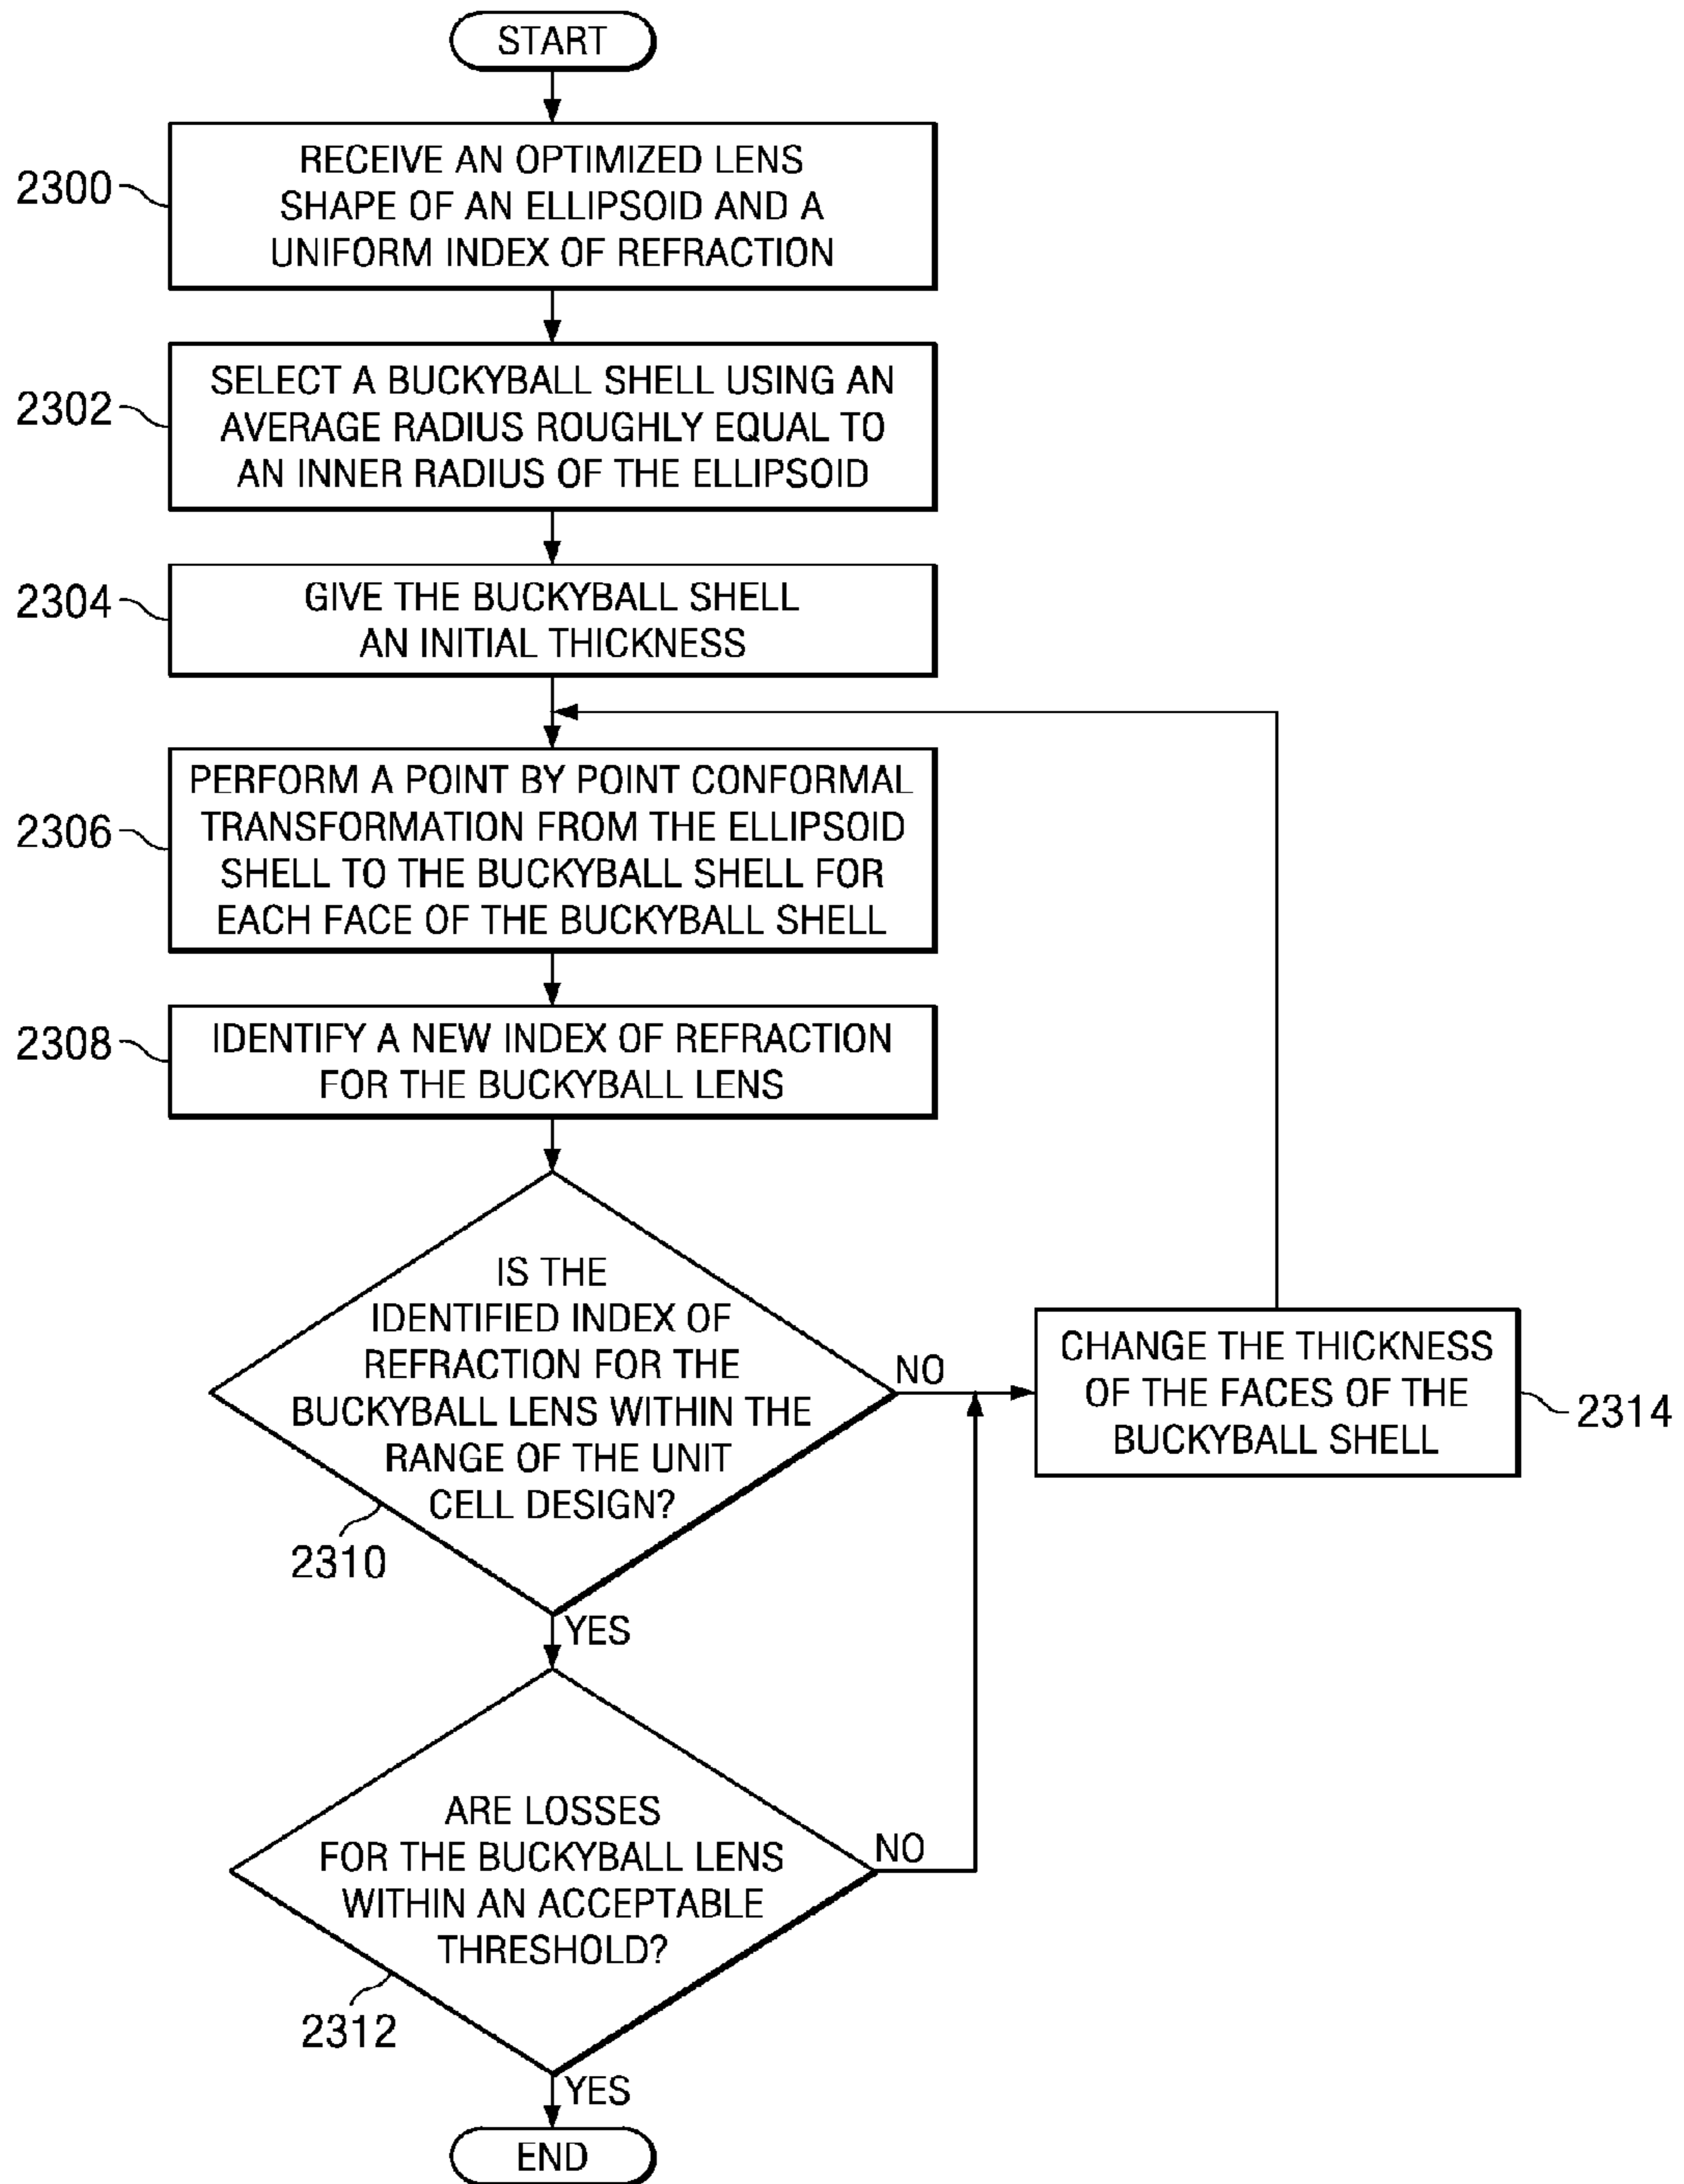 START
2300
RECEIVE AN OPTIMIZED LENS
SHAPE OF AN ELLIPSOID AND A
UNIFORM INDEX OF REFRACTION
2302
SELECT A BUCKYBALL SHELL USING AN
AVERAGE RADIUS ROUGHLY EQUAL TO
AN INNER RADIUS OF THE ELLIPSOID
2304
GIVE THE BUCKYBALL SHELL
AN INITIAL THICKNESS
2306
PERFORM A POINT BY POINT CONFORMAL
TRANSFORMATION FROM THE ELLIPSOID
SHELL TO THE BUCKYBALL SHELL FOR
EACH FACE OF THE BUCKYBALL SHELL
2308
IDENTIFY A NEW INDEX OF REFRACTION
FOR THE BUCKYBALL LENS
IS THE
IDENTIFIED INDEX OF
REFRACTION FOR THE
BUCKYBALL LENS WITHIN THE
RANGE OF THE UNIT
CELL DESIGN?
2310
NO
CHANGE THE THICKNESS
OF THE FACES OF THE
BUCKYBALL SHELL
2314
YES
ARE LOSSES
FOR THE BUCKYBALL LENS
WITHIN AN ACCEPTABLE
THRESHOLD?
2312
NO
YES
END